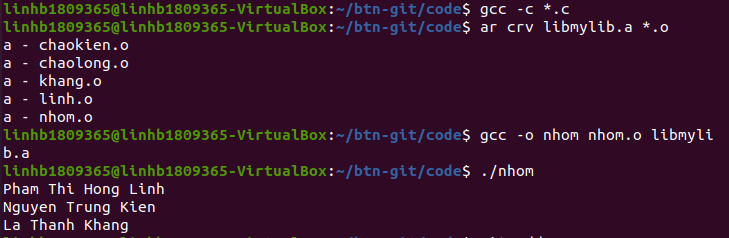 linhb1809365@linhb1809365-VirtualBox:~/btn-git/code$ gcc -c *.c
linhb1809365@linhb1809365-VirtualBox:~/btn-git/code$ ar crv libmylib.a *.o
a - chaokien.o
a - chaolong.o
a - khang.o
a - linh.o
a - nhom.o
linhb1809365@linhb1809365-VirtualBox:~/btn-git/code$ gcc -o nhom nhom.o libmyli
b.a
linhb1809365@linhb1809365-VirtualBox:~/btn-git/code$ ./nhom
Pham Thi Hong Linh
Nguyen Trung Kien
La Thanh Khang